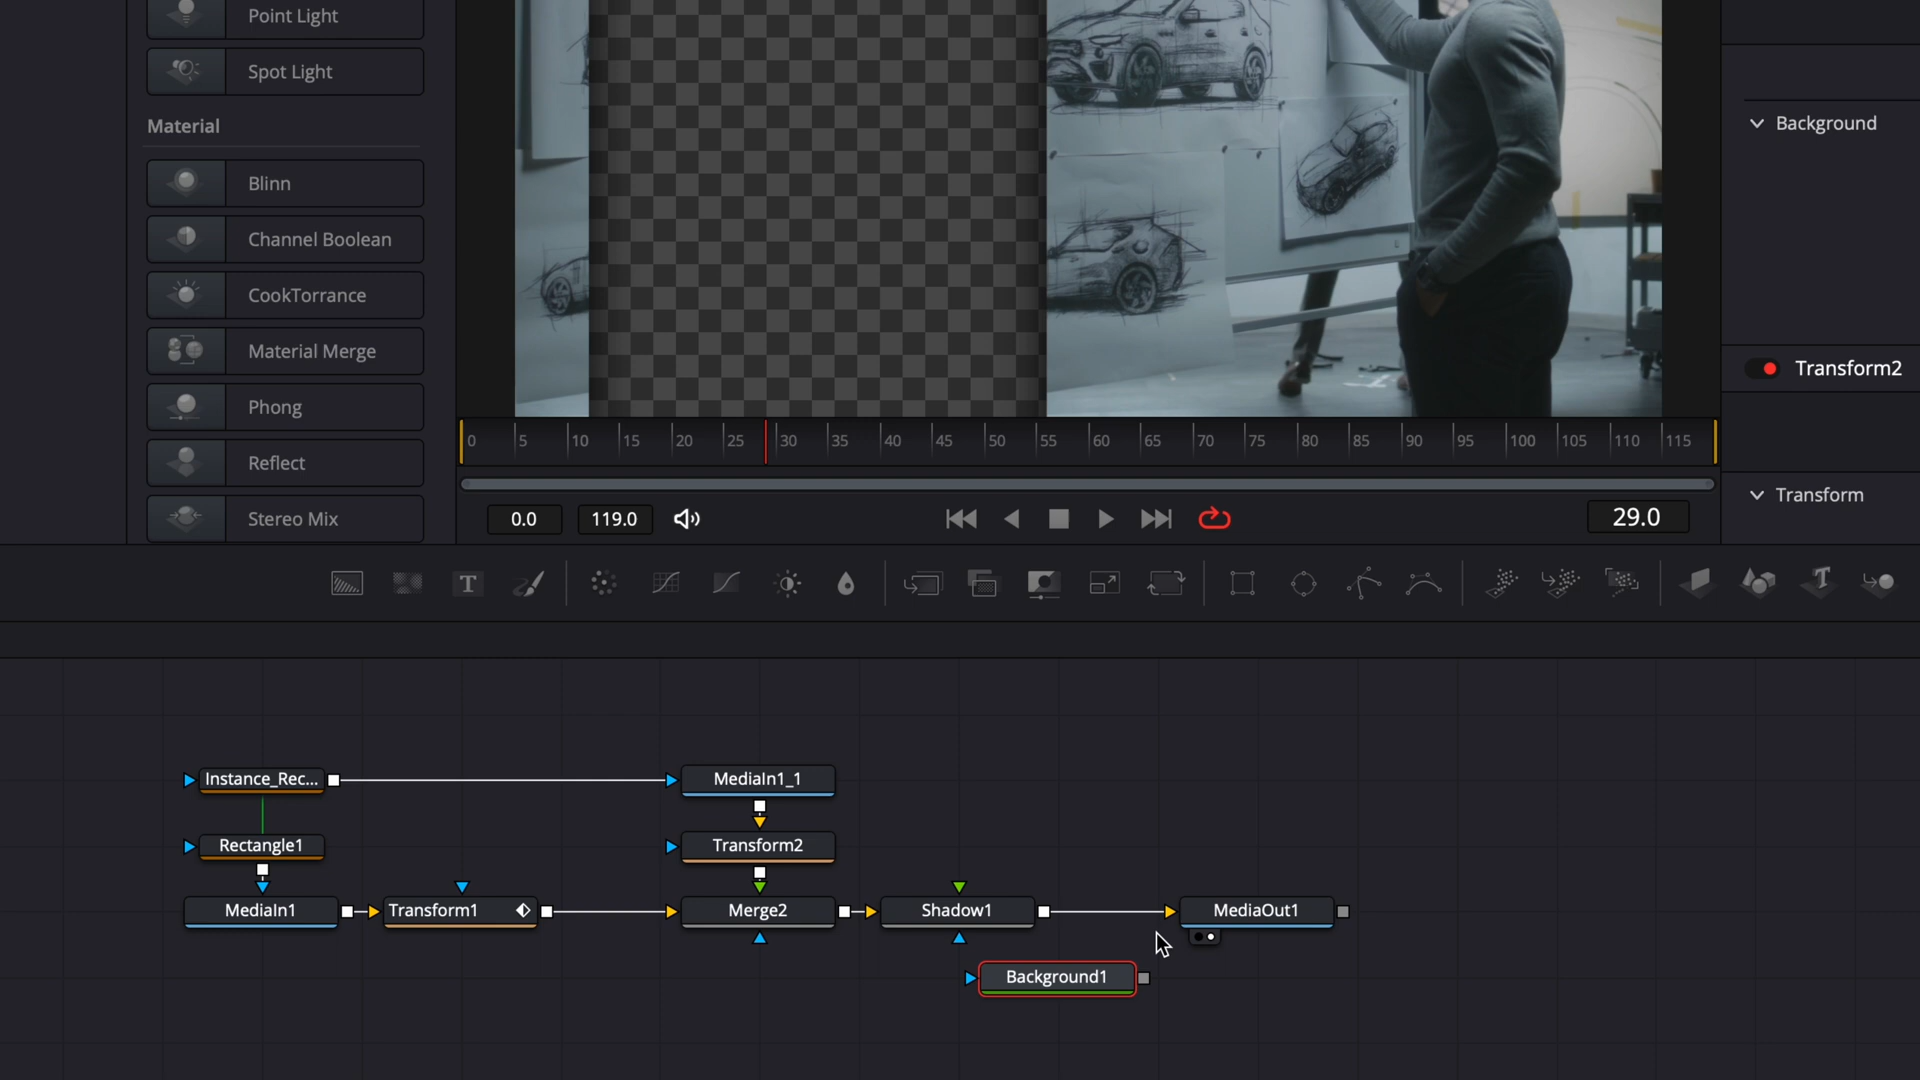 Point Light
Spot Light
Material
Blinn
Channel Boolean
CookTorrance
Material Merge
Phong
Reflect
Stereo Mix
0 5 10 15 20 25 30 35 40 45 50 55 60 65 70 75 80 85 90 95 100 105 110 115
0.0 119.0 29.0
Background
Transform2
Transform
T T
Instance_Rec... MediaIn1_1
Rectangle1 Transform2
MediaIn1 Transform1 Merge2 Shadow1 MediaOut1
Background1